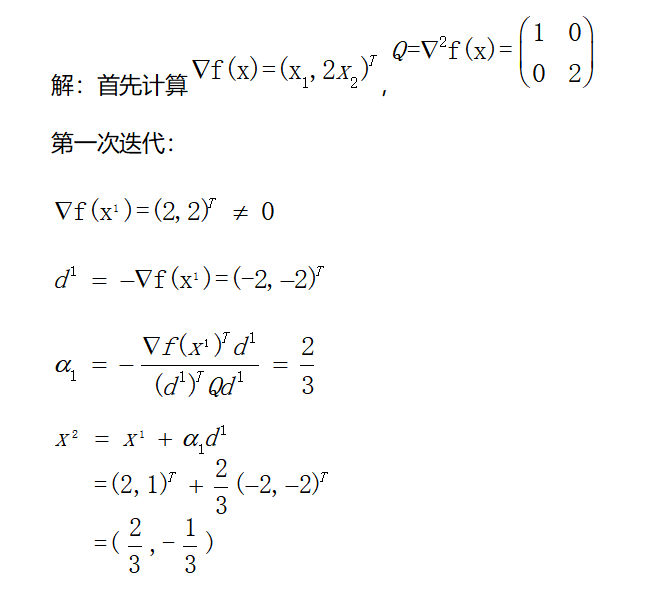 解：首先计算 ∇f(x)=(x₁,2x₂)ᵀ, Q=∇²f(x)=(1 0; 0 2)
第一次迭代：
∇f(x¹)=(2,2)ᵀ ≠ 0
d¹ = −∇f(x¹)=(−2,−2)ᵀ
α₁ = − ∇f(x¹)ᵀd¹ / (d¹)ᵀQd¹ = 2/3
x² = x¹ + α₁d¹
=(2,1)ᵀ + 2/3 (−2,−2)ᵀ
=( 2/3 ,− 1/3 )